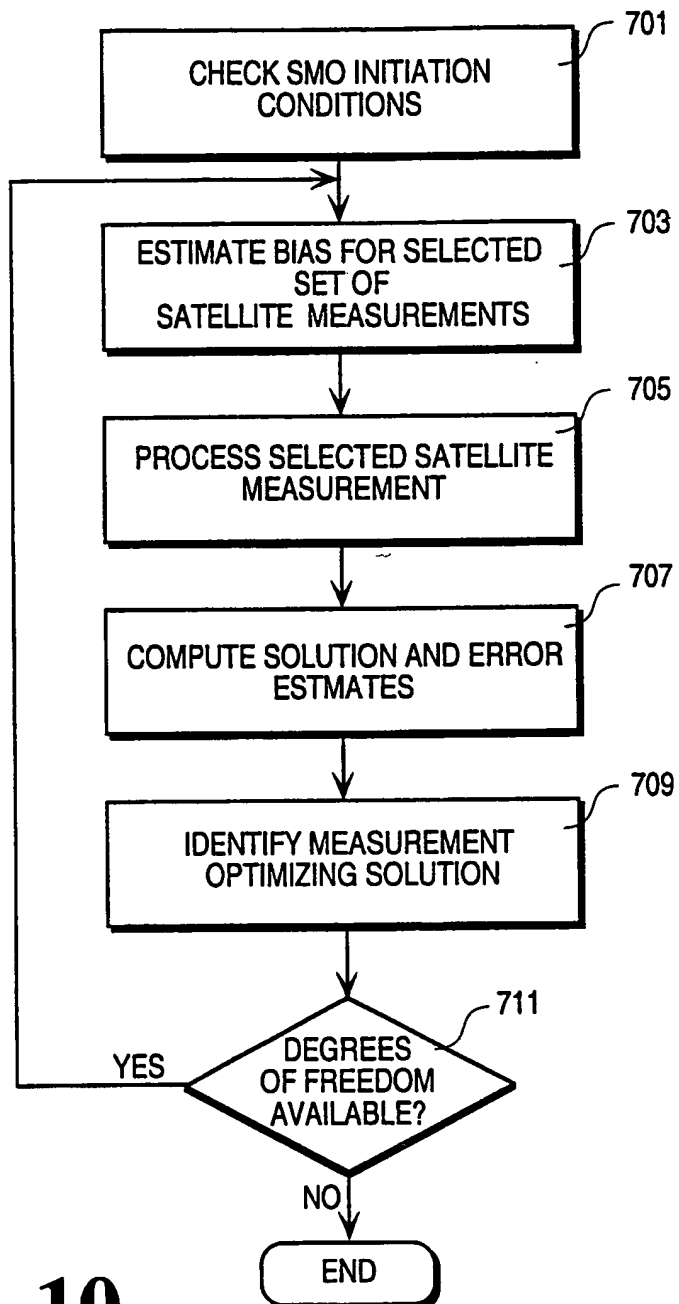 701
CHECK SMO INITIATION
CONDITIONS
703
ESTIMATE BIAS FOR SELECTED
SET OF
SATELLITE MEASUREMENTS
705
PROCESS SELECTED SATELLITE
MEASUREMENT
707
COMPUTE SOLUTION AND ERROR
ESTMATES
709
IDENTIFY MEASUREMENT
OPTIMIZING SOLUTION
711
DEGREES
OF FREEDOM
AVAILABLE?
YES
NO
END
10